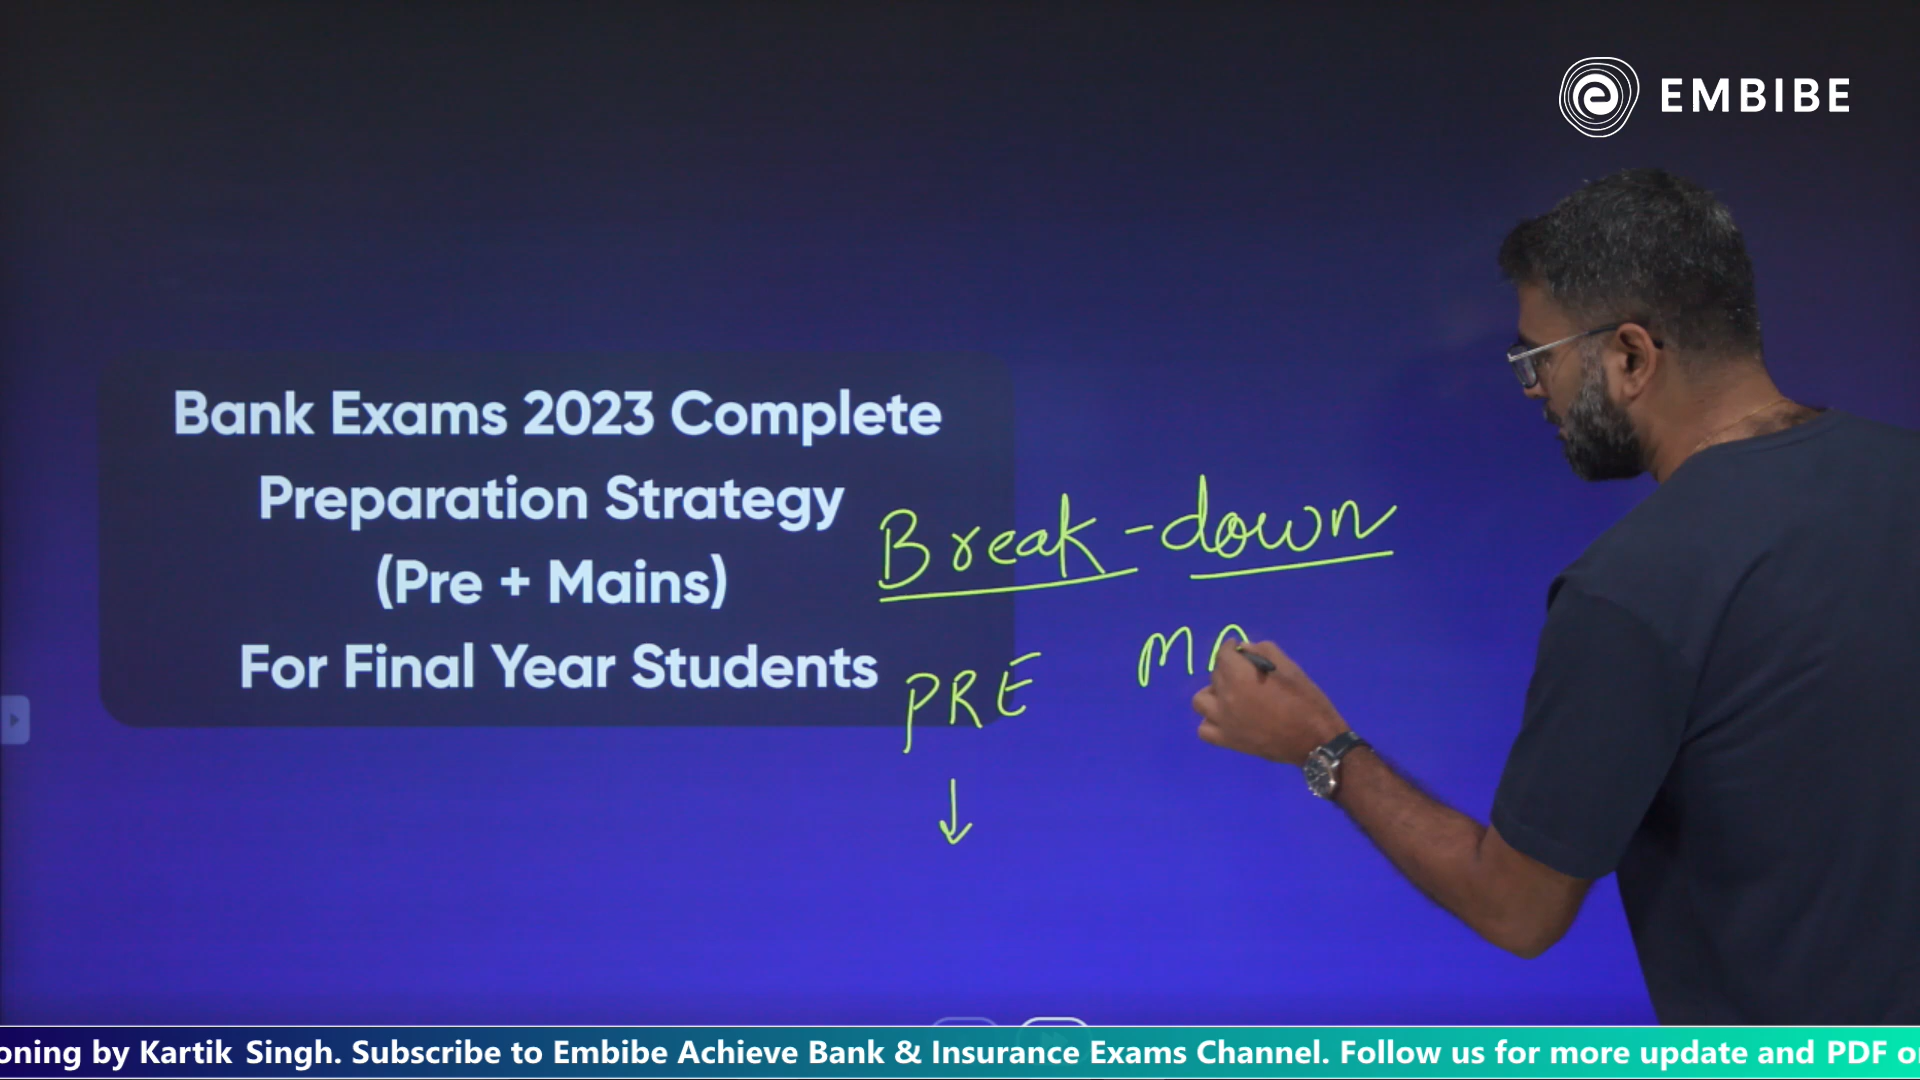 EMBIBE
Bank Exams 2023 Complete
Preparation Strategy
(Pre + Mains)
For Final Year Students
Break-down
PRE MA
oning by Kartik Singh. Subscribe to Embibe Achieve Bank & Insurance Exams Channel. Follow us for more update and PDF o